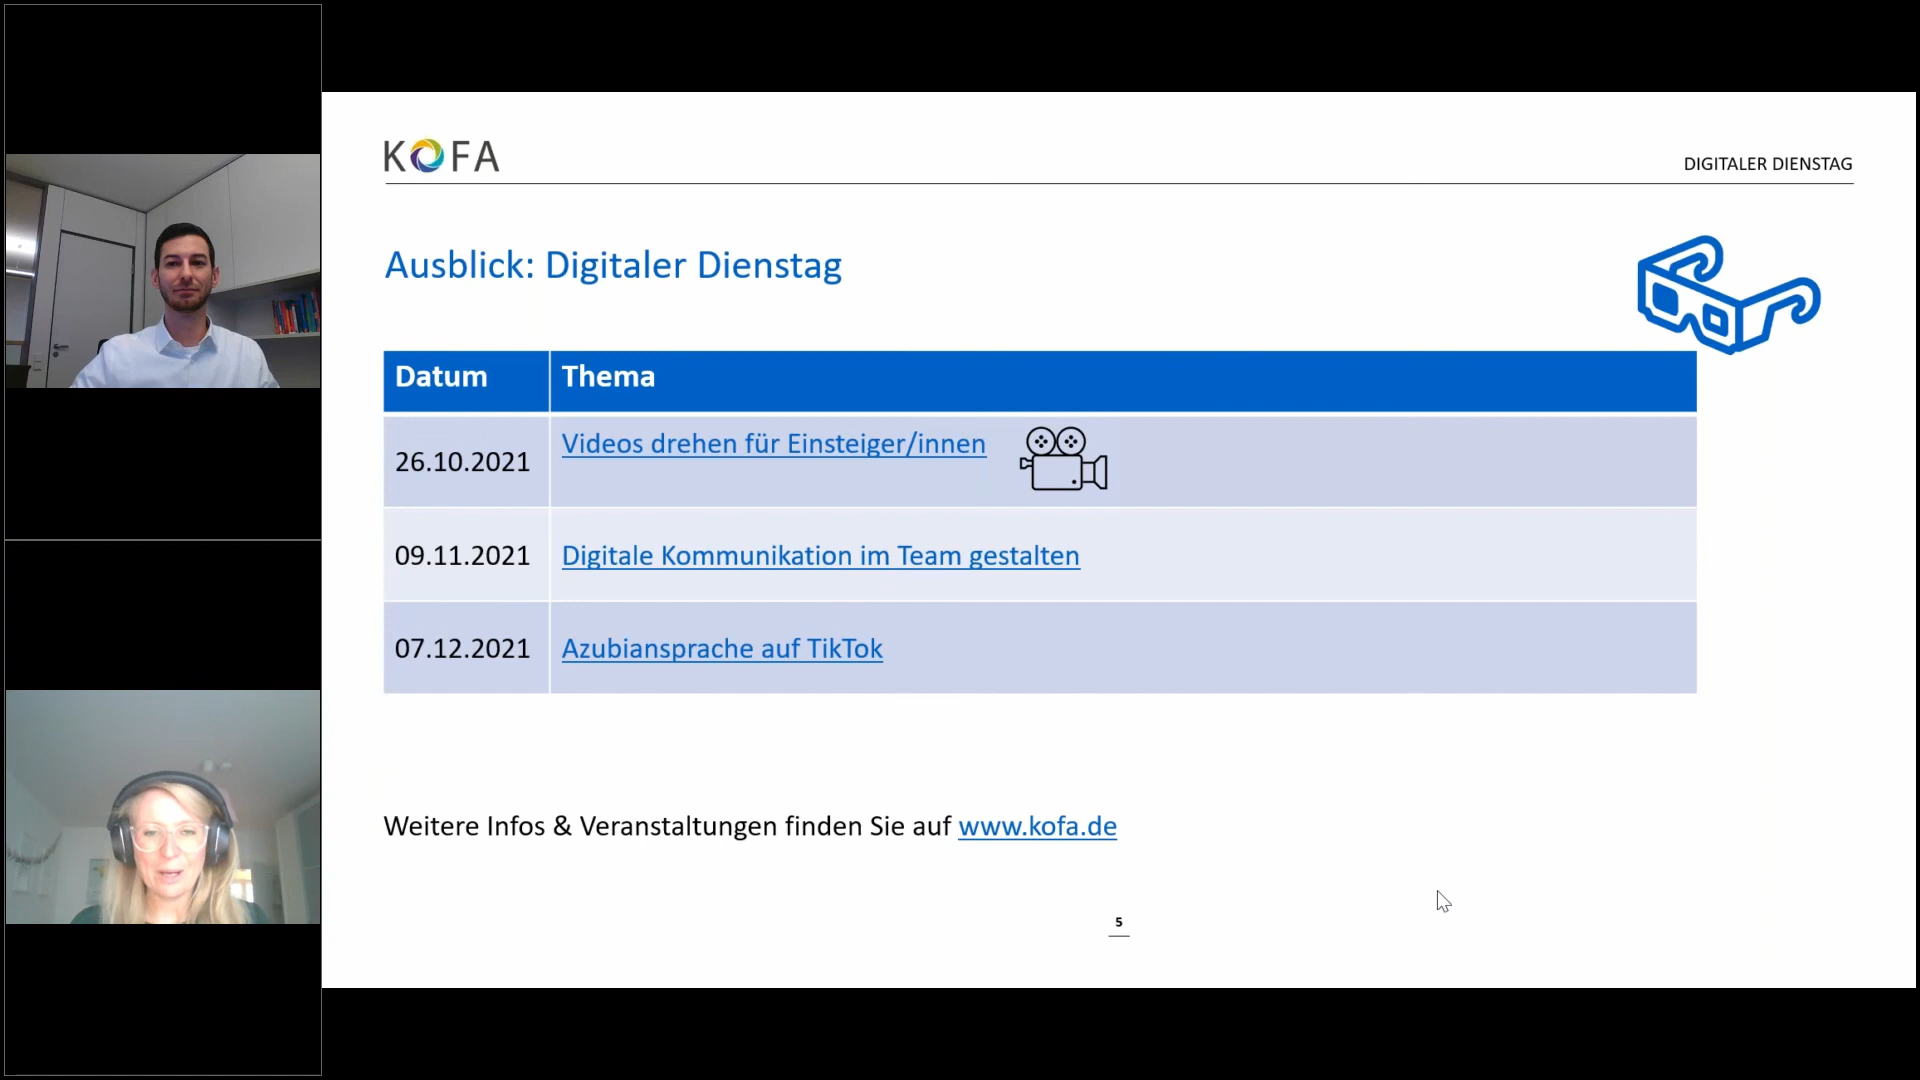 KOFA
DIGITALER DIENSTAG
Ausblick: Digitaler Dienstag
Datum Thema
26.10.2021 Videos drehen für Einsteiger/innen
09.11.2021 Digitale Kommunikation im Team gestalten
07.12.2021 Azubiansprache auf TikTok
Weitere Infos & Veranstaltungen finden Sie auf www.kofa.de
5